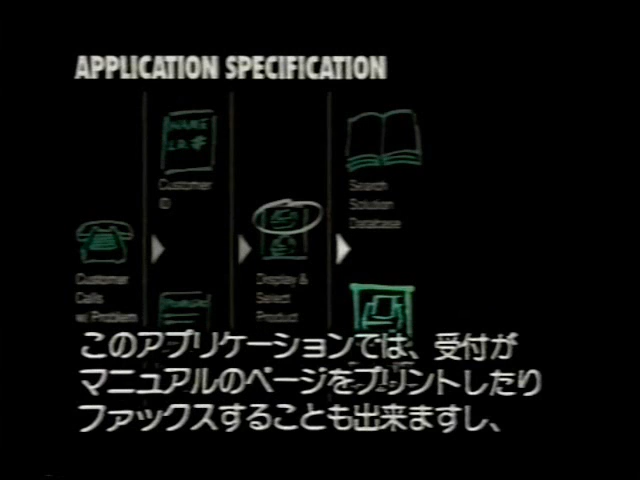 APPLICATION SPECIFICATION
NAME
I.D. #
Customer
ID
Search
Solution
Database
Customer
Calls
w/ Problem
Display &
Select
Product
このアプリケーションでは、受付が
マニュアルのページをプリントしたり
ファックスすることも出来ますし、